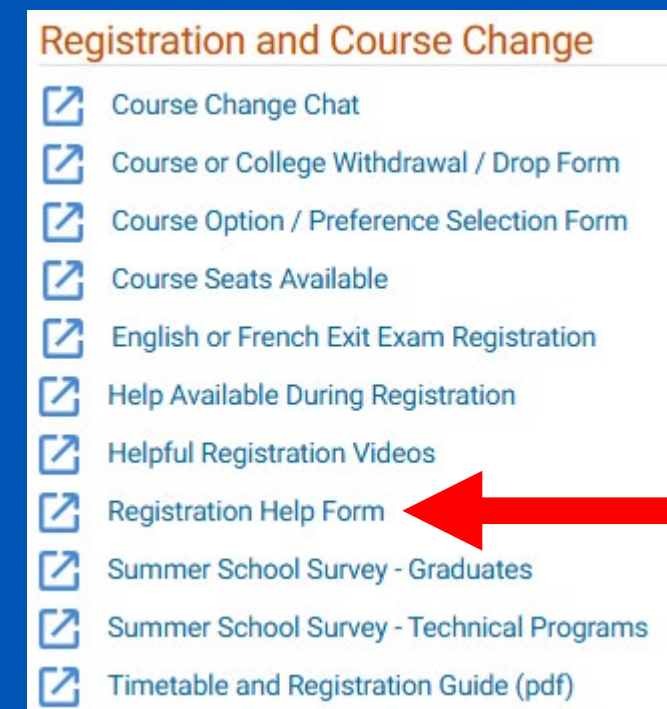 Registration and Course Change
Course Change Chat
Course or College Withdrawal / Drop Form
Course Option / Preference Selection Form
Course Seats Available
English or French Exit Exam Registration
Help Available During Registration
Helpful Registration Videos
Registration Help Form
Summer School Survey - Graduates
Summer School Survey - Technical Programs
Timetable and Registration Guide (pdf)